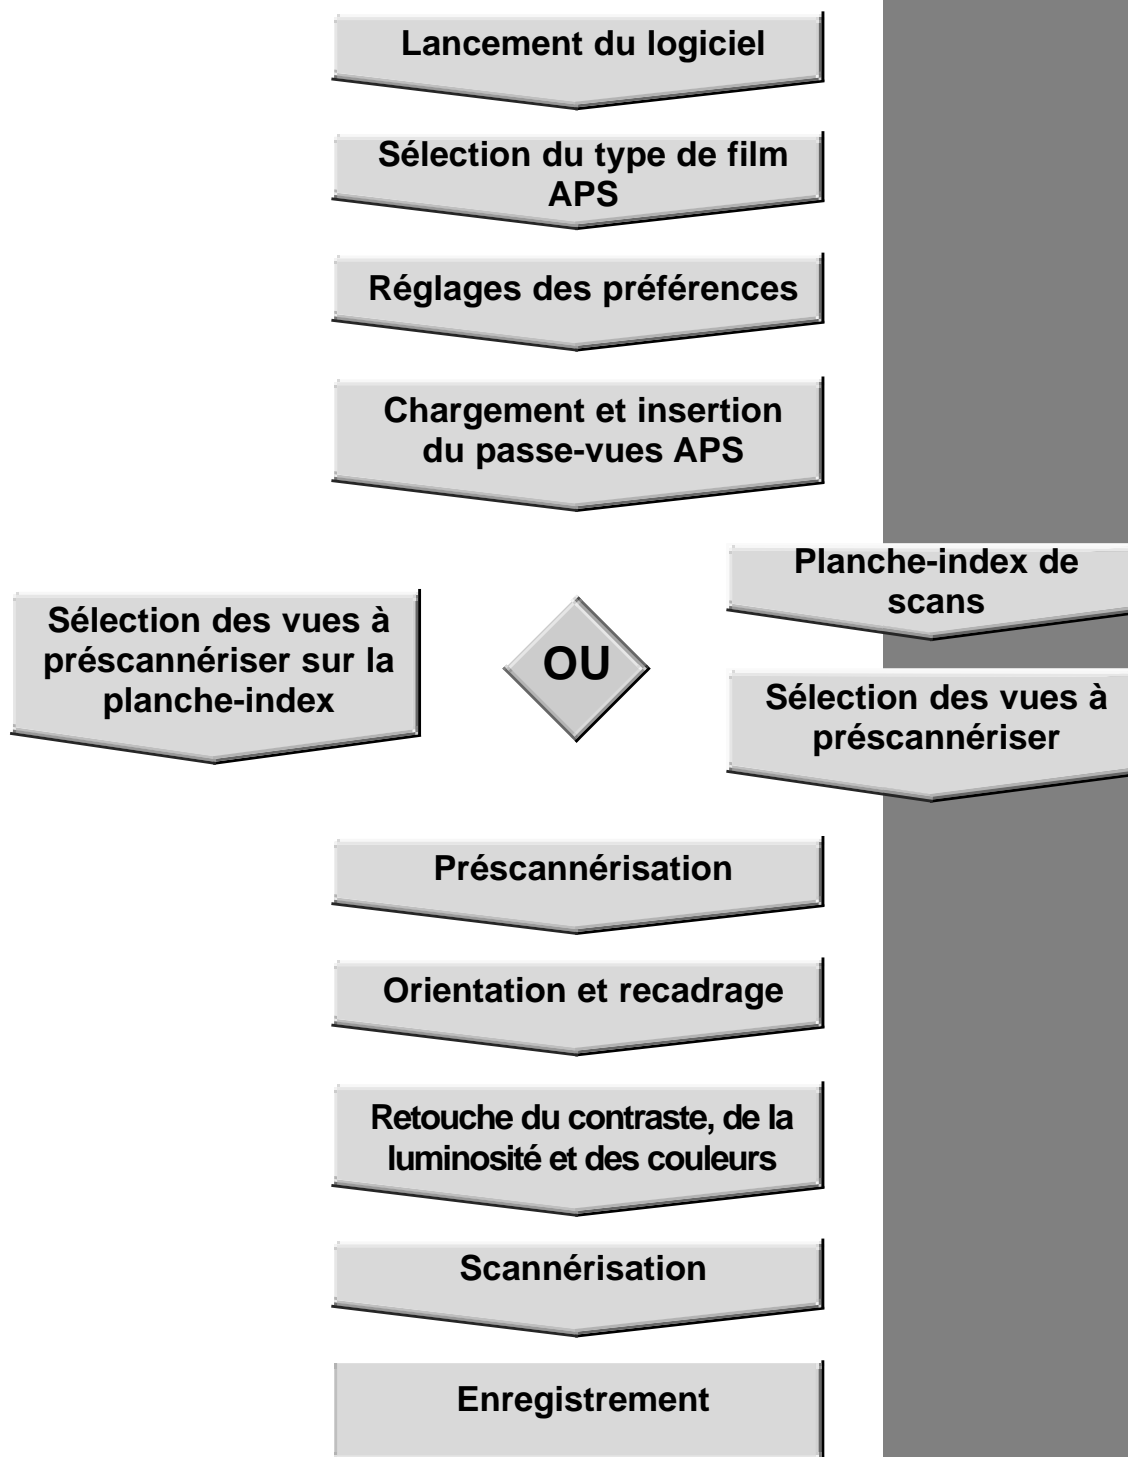 Lancement du logiciel
Sélection du type de film
APS
Réglages des préférences
Chargement et insertion
du passe-vues APS
Sélection des vues à
préscannériser sur la
planche-index
OU
Planche-index de
scans
Sélection des vues à
préscannériser
Préscannérisation
Orientation et recadrage
Retouche du contraste, de la
luminosité et des couleurs
Scannérisation
Enregistrement